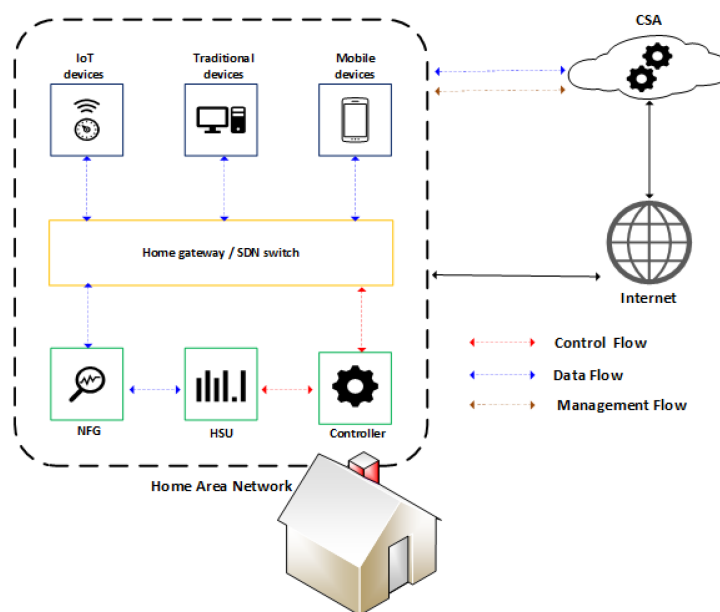 CSA
IoT
devices
Traditional
devices
Mobile
devices
Home gateway / SDN switch
Internet
Control Flow
Data Flow
Management Flow
NFG
HSU
Controller
Home Area Network